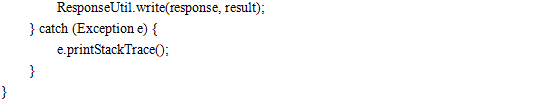 ResponseUtil.write(response, result);
} catch (Exception e) {
e.printStackTrace();
}
}